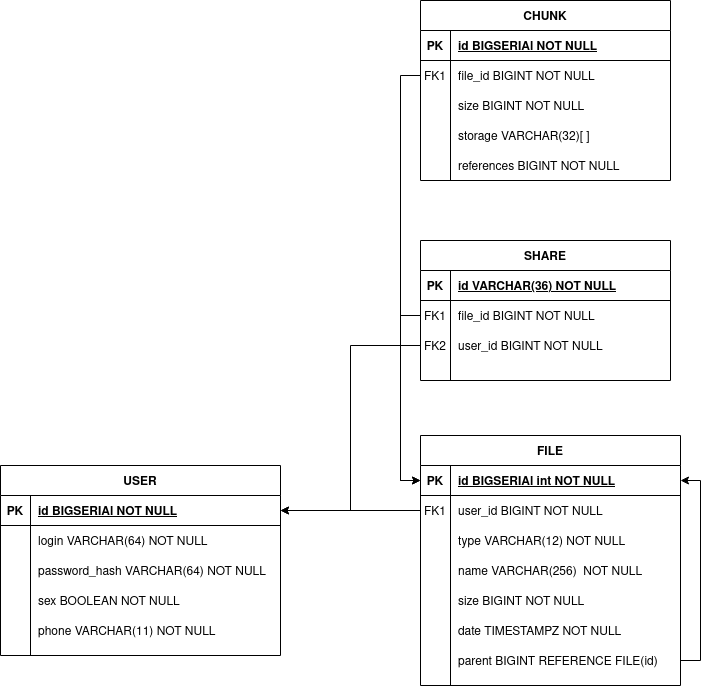 CHUNK
PK id BIGSERIAl NOT NULL
FK1 file_id BIGINT NOT NULL
size BIGINT NOT NULL
storage VARCHAR(32)[ ]
references BIGINT NOT NULL
SHARE
PK id VARCHAR(36) NOT NULL
FK1 file_id BIGINT NOT NULL
FK2 user_id BIGINT NOT NULL
USER
PK id BIGSERIAl NOT NULL
login VARCHAR(64) NOT NULL
password_hash VARCHAR(64) NOT NULL
sex BOOLEAN NOT NULL
phone VARCHAR(11) NOT NULL
FILE
PK id BIGSERIAl int NOT NULL
FK1 user_id BIGINT NOT NULL
type VARCHAR(12) NOT NULL
name VARCHAR(256)  NOT NULL
size BIGINT NOT NULL
date TIMESTAMPZ NOT NULL
parent BIGINT REFERENCE FILE(id)